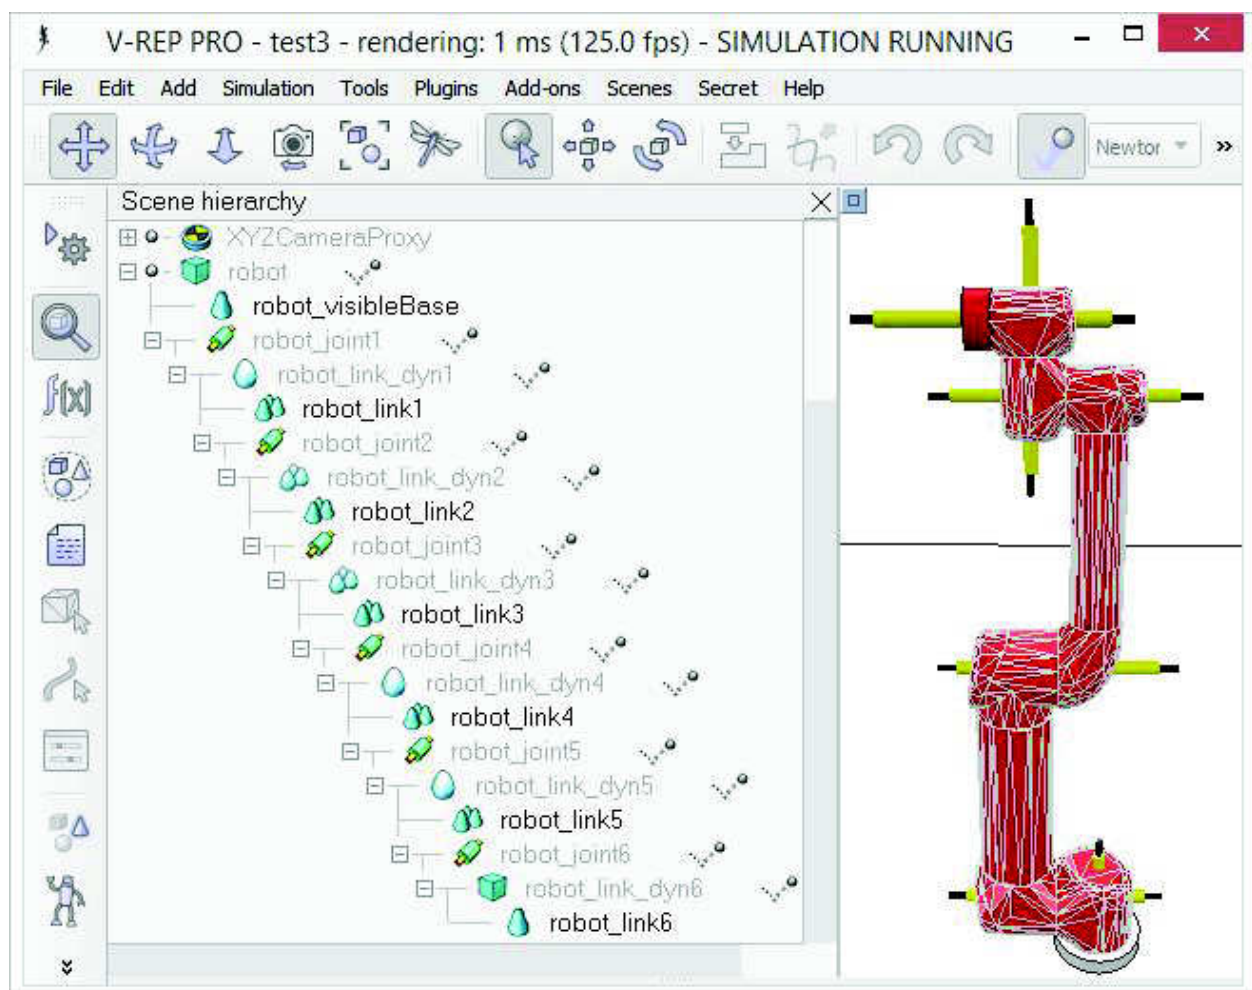 V-REP PRO - test3 - rendering: 1 ms (125.0 fps) - SIMULATION RUNNING
File Edit Add Simulation Tools Plugins Add-ons Scenes Secret Help
Newtor
Scene hierarchy
XYZCameraProxy
robot
robot_visibleBase
robot_joint1
robot_link_dyn1
robot_link1
robot_joint2
robot_link_dyn2
robot_link2
robot_joint3
robot_link_dyn3
robot_link3
robot_joint4
robot_link_dyn4
robot_link4
robot_joint5
robot_link_dyn5
robot_link5
robot_joint6
robot_link_dyn6
robot_link6
f(x)